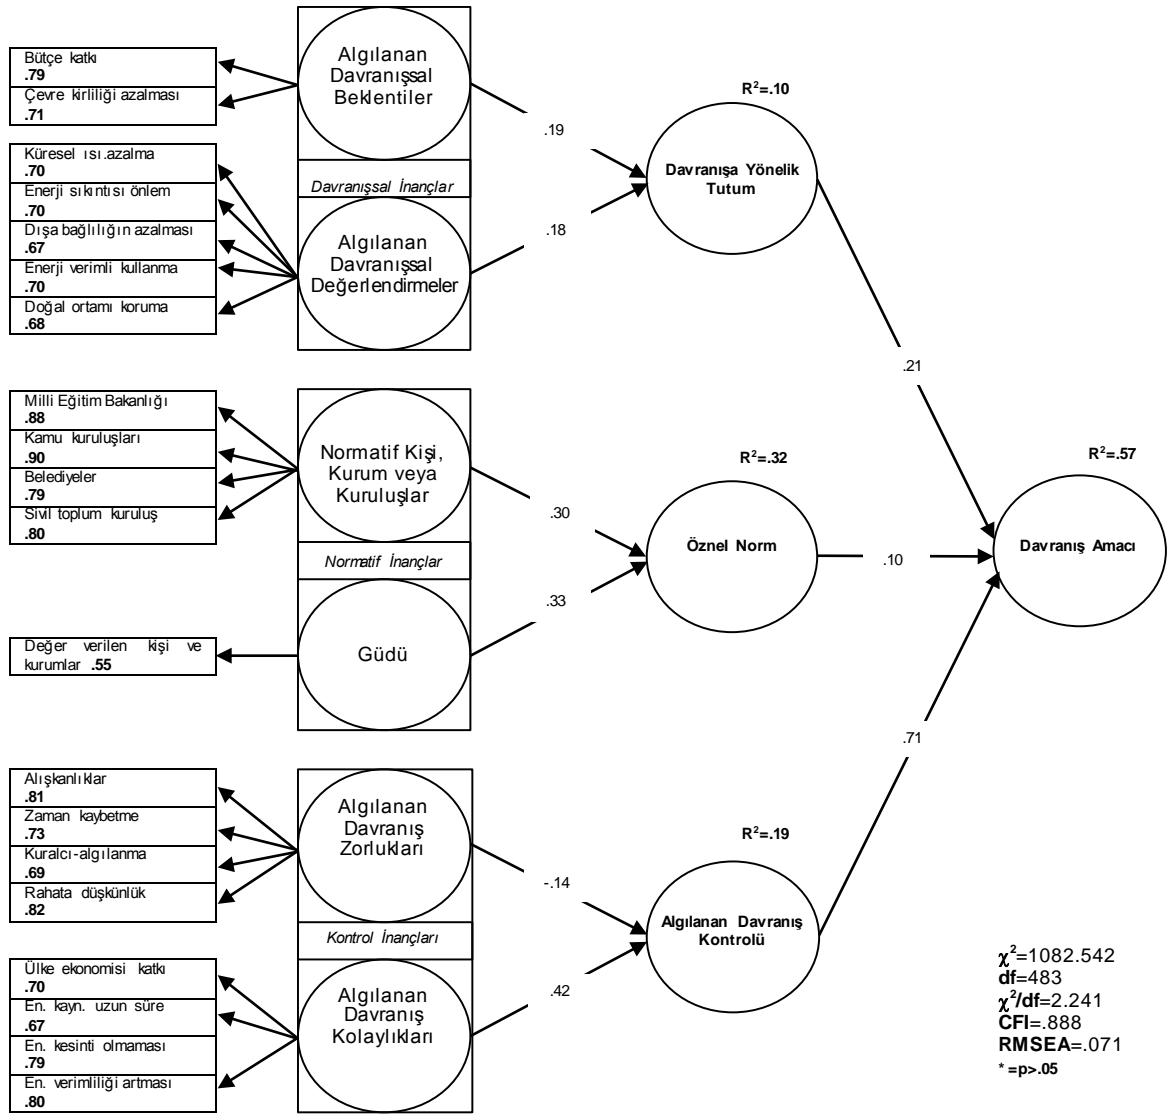 Bütçe katkı
.79
Çevre kirliliği azalması
.71
Küresel ısı.azalma
.70
Enerji sıkıntısı önlem
.70
Dışa bağlılığın azalması
.67
Enerji verimli kullanma
.70
Doğal ortamı koruma
.68
Algılanan
Davranışsal
Beklentiler
Davranışsal İnançlar
Algılanan
Davranışsal
Değerlendirmeler
.19
.18
R²=.10
Davranışa Yönelik
Tutum
.21
Milli Eğitim Bakanlığı
.88
Kamu kuruluşları
.90
Belediyeler
.79
Sivil toplum kuruluş
.80
Değer verilen kişi ve
kurumlar .55
Normatif Kişi,
Kurum veya
Kuruluşlar
Normatif İnançlar
Güdü
.30
.33
R²=.32
Öznel Norm
.10
R²=.57
Davranış Amacı
Alışkanlıklar
.81
Zaman kaybetme
.73
Kuralcı-algılanma
.69
Rahata düşkünlük
.82
Ülke ekonomisi katkı
.70
En. kayn. uzun süre
.67
En. kesinti olmaması
.79
En. verimliliği artması
.80
Algılanan
Davranış
Zorlukları
Kontrol İnançları
Algılanan
Davranış
Kolaylıkları
-.14
.42
R²=.19
Algılanan Davranış
Kontrolü
.71
χ²=1082.542
df=483
χ²/df=2.241
CFI=.888
RMSEA=.071
*=p>.05